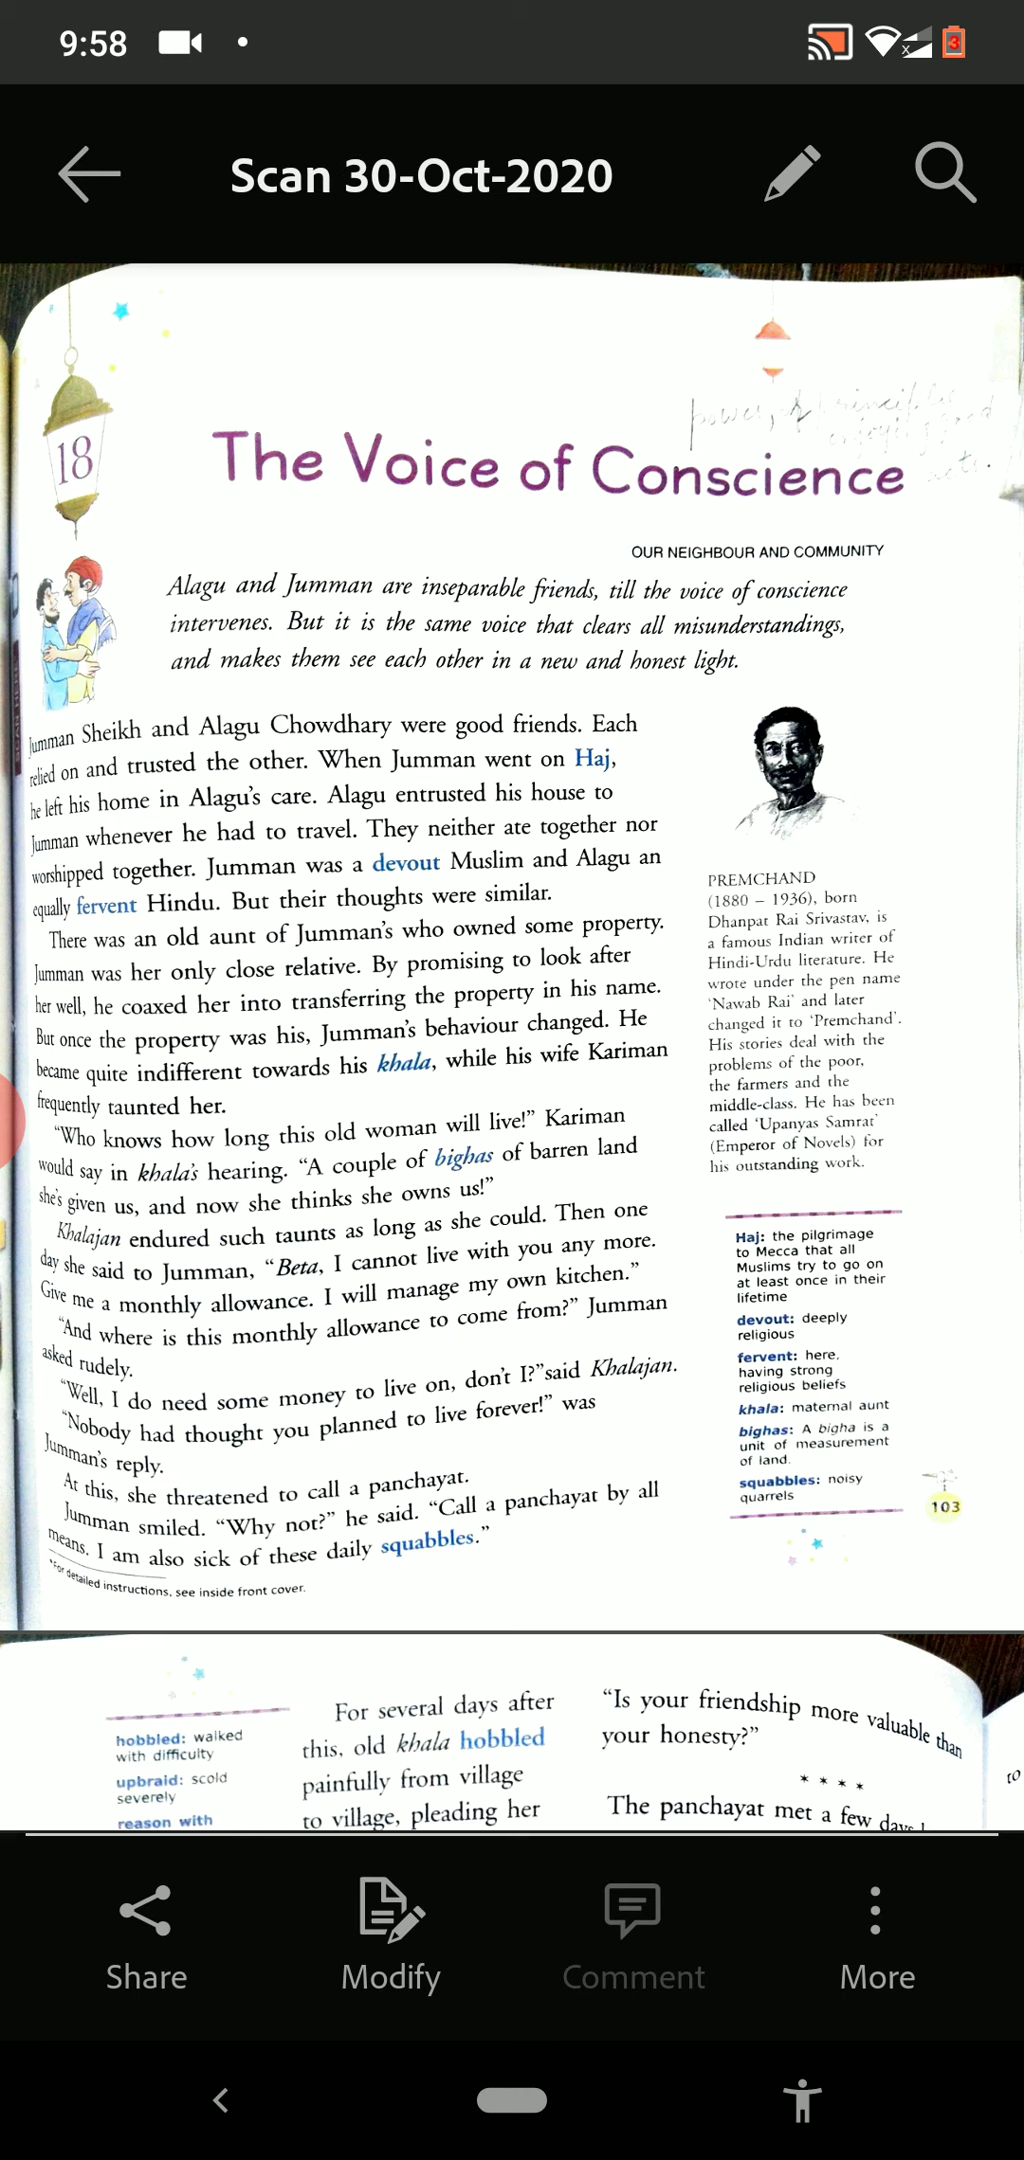 9:58
3
Scan 30-Oct-2020
18
The Voice of Conscience
OUR NEIGHBOUR AND COMMUNITY
Alagu and Jumman are inseparable friends, till the voice of conscience
intervenes. But it is the same voice that clears all misunderstandings,
and makes them see each other in a new and honest light.
Jumman Sheikh and Alagu Chowdhary were good friends. Each
relied on and trusted the other. When Jumman went on Haj,
he left his home in Alagu's care. Alagu entrusted his house to
Jumman whenever he had to travel. They neither ate together nor
worshipped together. Jumman was a devout Muslim and Alagu an
equally fervent Hindu. But their thoughts were similar.
There was an old aunt of Jumman's who owned some property.
Jumman was her only close relative. By promising to look after
her well, he coaxed her into transferring the property in his name.
But once the property was his, Jumman's behaviour changed. He
became quite indifferent towards his khala, while his wife Kariman
frequently taunted her.
"Who knows how long this old woman will live!" Kariman
would say in khala's hearing. "A couple of bighas of barren land
she's given us, and now she thinks she owns us!"
Khalajan endured such taunts as long as she could. Then one
day she said to Jumman, "Beta, I cannot live with you any more.
Give me a monthly allowance. I will manage my own kitchen."
"And where is this monthly allowance to come from?" Jumman
asked rudely.
"Well, I do need some money to live on, don't I?"said Khalajan.
"Nobody had thought you planned to live forever!" was
Jumman's reply.
At this, she threatened to call a panchayat.
Jumman smiled. "Why not?" he said. "Call a panchayat by all
means. I am also sick of these daily squabbles."
*For detailed instructions, see inside front cover.
PREMCHAND
(1880 – 1936), born
Dhanpat Rai Srivastav, is
a famous Indian writer of
Hindi-Urdu literature. He
wrote under the pen name
'Nawab Rai' and later
changed it to 'Premchand'.
His stories deal with the
problems of the poor,
the farmers and the
middle-class. He has been
called 'Upanyas Samrat'
(Emperor of Novels) for
his outstanding work.
Haj: the pilgrimage
to Mecca that all
Muslims try to go on
at least once in their
lifetime
devout: deeply
religious
fervent: here,
having strong
religious beliefs
khala: maternal aunt
bighas: A bigha is a
unit of measurement
of land.
squabbles: noisy
quarrels
103
hobbled: walked
with difficulty
upbraid: scold
severely
reason with
For several days after
this, old khala hobbled
painfully from village
to village, pleading her
"Is your friendship more valuable than
your honesty?"
* * * *
The panchayat met a few days
to
Share
Modify
Comment
More